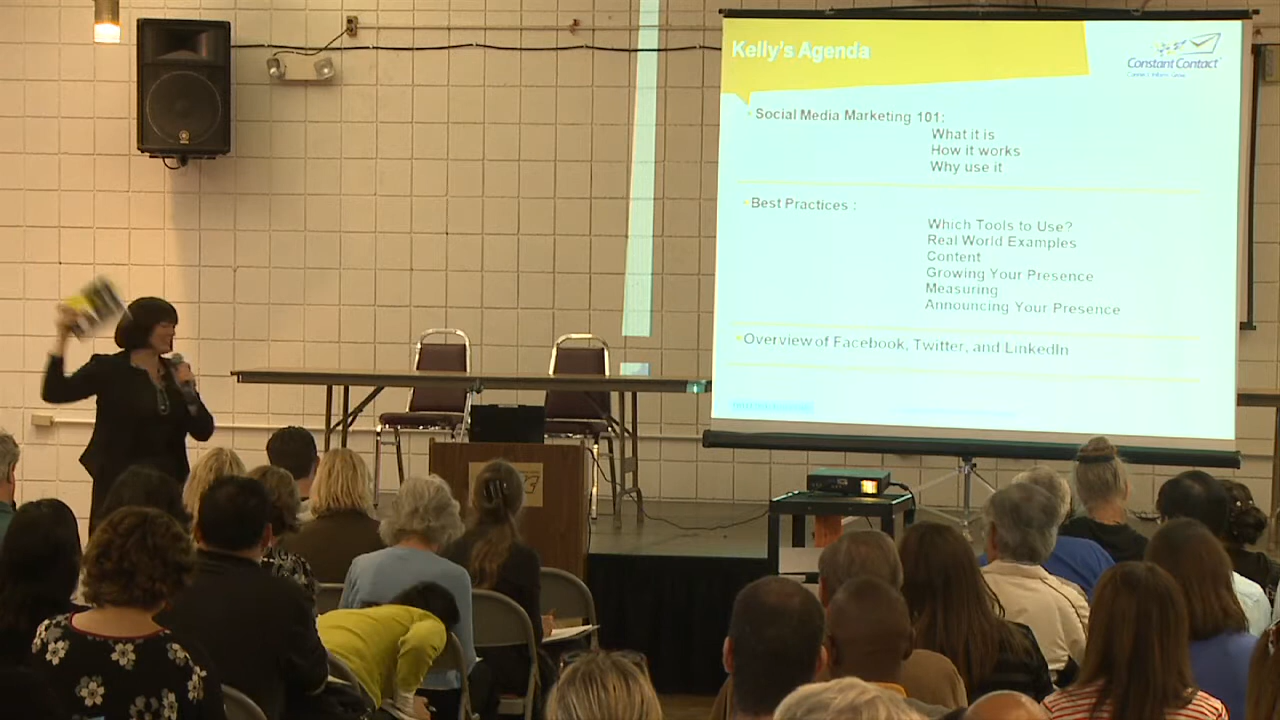 Kelly's Agenda
Constant Contact
Social Media Marketing 101:
What it is
How it works
Why use it
Best Practices :
Which Tools to Use?
Real World Examples
Content
Growing Your Presence
Measuring
Announcing Your Presence
Overview of Facebook, Twitter, and LinkedIn